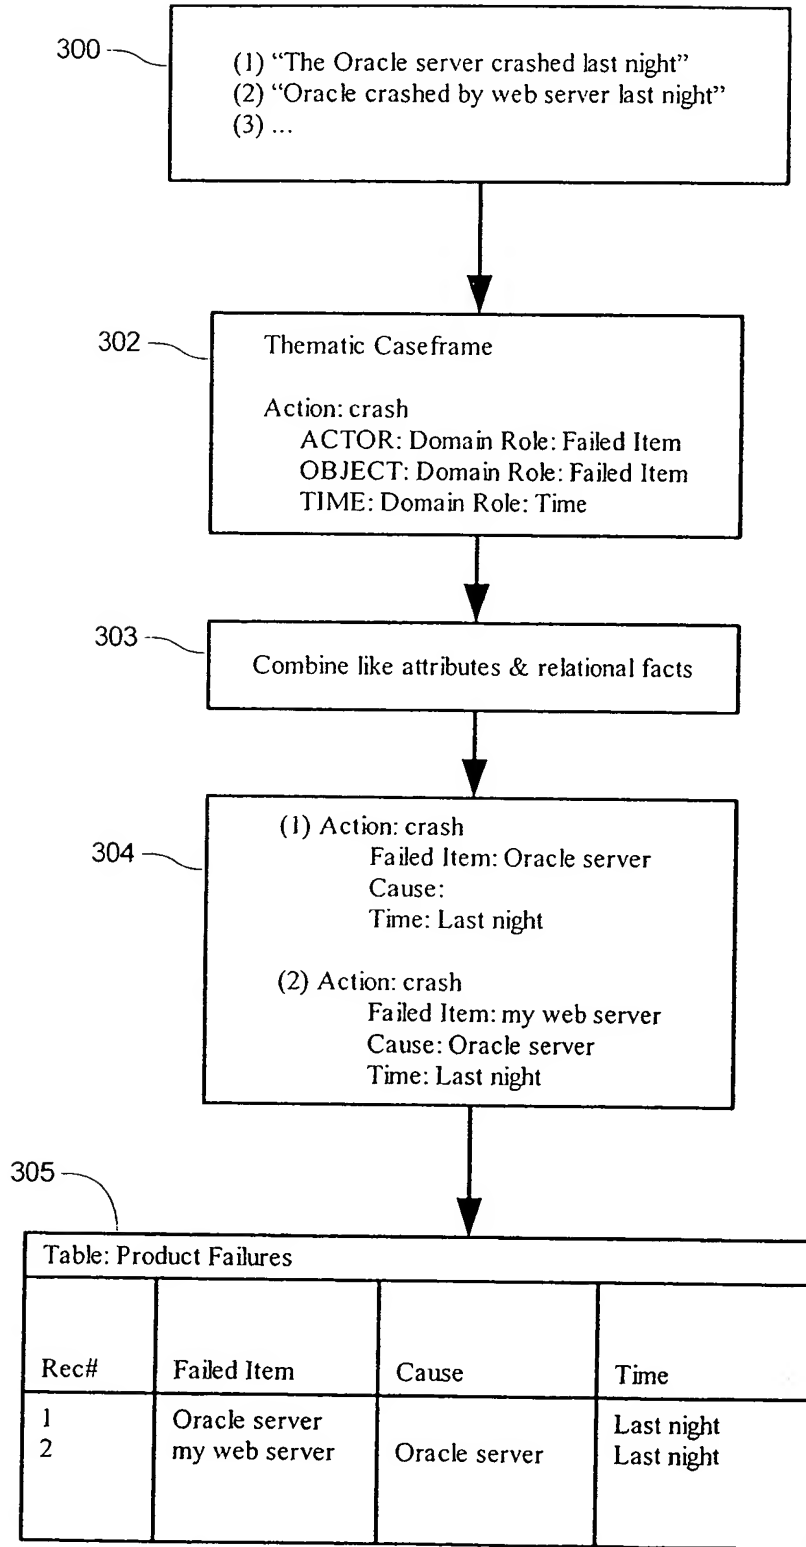 300
(1) “The Oracle server crashed last night”
(2) “Oracle crashed by web server last night”
(3) ...
302
Thematic Caseframe
Action: crash
ACTOR: Domain Role: Failed Item
OBJECT: Domain Role: Failed Item
TIME: Domain Role: Time
303
Combine like attributes & relational facts
304
(1) Action: crash
Failed Item: Oracle server
Cause:
Time: Last night
(2) Action: crash
Failed Item: my web server
Cause: Oracle server
Time: Last night
305
Table: Product Failures
Rec# Failed Item Cause Time
1 Oracle server Last night
2 my web server Oracle server Last night